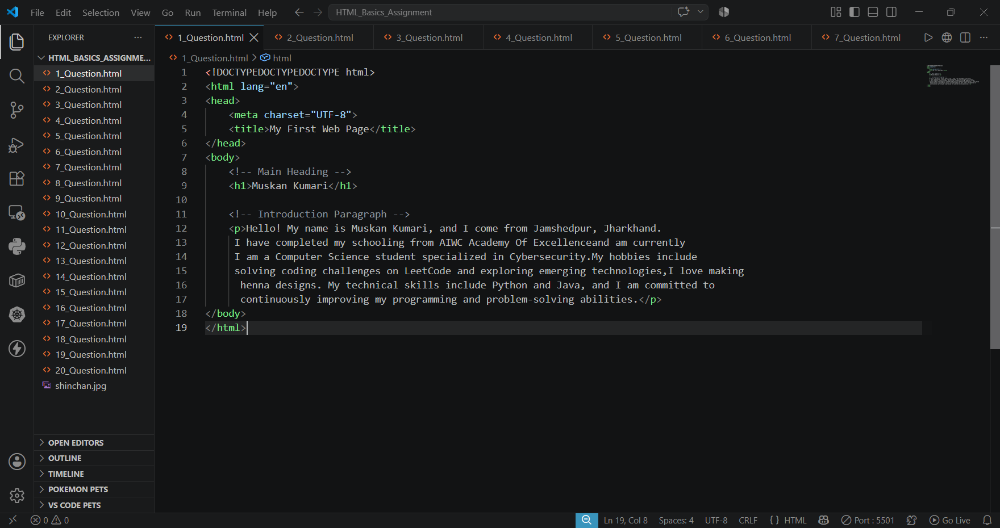 File Edit Selection View Go Run Terminal Help HTML_Basics_Assignment
EXPLORER
HTML_BASICS_ASSIGNME...
1_Question.html
2_Question.html
3_Question.html
4_Question.html
5_Question.html
6_Question.html
7_Question.html
8_Question.html
9_Question.html
10_Question.html
11_Question.html
12_Question.html
13_Question.html
14_Question.html
15_Question.html
16_Question.html
17_Question.html
18_Question.html
19_Question.html
20_Question.html
shinchan.jpg
OPEN EDITORS
OUTLINE
TIMELINE
POKEMON PETS
VS CODE PETS
1_Question.html 2_Question.html 3_Question.html 4_Question.html 5_Question.html 6_Question.html 7_Question.html
1_Question.html > html
1 <!DOCTYPEDOCTYPEDOCTYPE html>
2 <html lang="en">
3 <head>
4 <meta charset="UTF-8">
5 <title>My First Web Page</title>
6 </head>
7 <body>
8 <!-- Main Heading -->
9 <h1>Muskan Kumari</h1>
10
11 <!-- Introduction Paragraph -->
12 <p>Hello! My name is Muskan Kumari, and I come from Jamshedpur, Jharkhand.
13 I have completed my schooling from AIWC Academy Of Excellenceand am currently
14 I am a Computer Science student specialized in Cybersecurity.My hobbies include
15 solving coding challenges on LeetCode and exploring emerging technologies,I love making
16 henna designs. My technical skills include Python and Java, and I am committed to
17 continuously improving my programming and problem-solving abilities.</p>
18 </body>
19 </html>
0 0 Ln 19, Col 8 Spaces: 4 UTF-8 CRLF { } HTML Port : 5501 Go Live